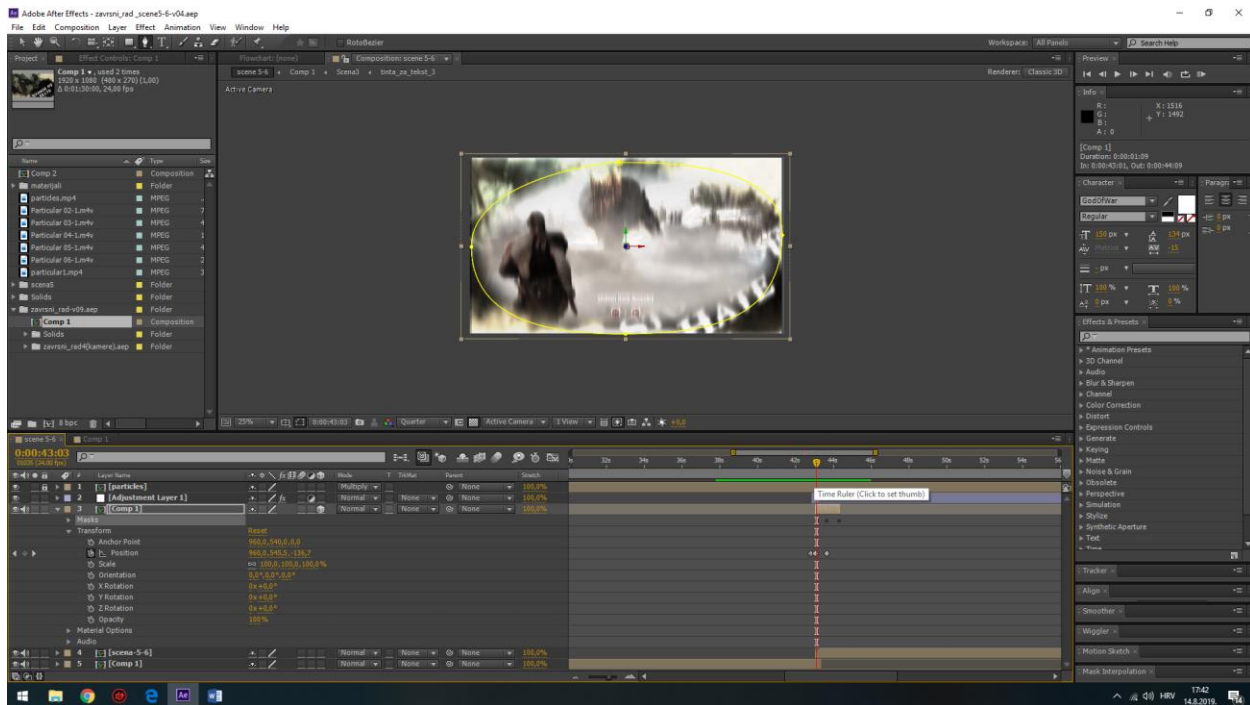 Adobe After Effects - zavrsni_rad _scene5-6-v04.aep
File Edit Composition Layer Effect Animation View Window Help
RotoBezier
Workspace: All Panels
Search Help
Project
Effect Controls: Comp 1
Flowchart: (none)
Composition: scene 5-6
Preview
Comp 1 , used 2 times
1920 x 1080 (480 x 270) (1,00)
Δ 0:01:30:00, 24,00 fps
scene 5-6 Comp 1 Scena3 tinta_za_tekst_3
Renderer: Classic 3D
Active Camera
Info
R:
G:
B:
A: 0
X: 1516
Y: 1492
[Comp 1]
Duration: 0:00:01:09
In: 0:00:43:01, Out: 0:00:44:09
Name Type Size
Comp 2 Composition
materijali Folder
particles.mp4 MPEG
Particular 02-1.m4v MPEG 7
Particular 03-1.m4v MPEG 4
Particular 04-1.m4v MPEG 1
Particular 05-1.m4v MPEG 4
Particular 06-1.m4v MPEG 2
particular1.mp4 MPEG 3
scena5 Folder
Solids Folder
zavrsni_rad-v09.aep Folder
Comp 1 Composition
Solids Folder
zavrsni_rad4(kamere).aep Folder
Character
Paragr
GodOfWar
Regular
150 px
134 px
Metrics
-15
- px
100 %
100 %
0 px
0 %
0 px
0 px
Effects & Presets
* Animation Presets
3D Channel
Audio
Blur & Sharpen
Channel
Color Correction
Distort
Expression Controls
Generate
Keying
Matte
Noise & Grain
Obsolete
Perspective
Simulation
Stylize
Synthetic Aperture
Text
Time
Tracker
Align
Smoother
Wiggler
Motion Sketch
Mask Interpolation
8 bpc
25%
0:00:43:03
Quarter
Active Camera
1 View
+0,0
scene 5-6
Comp 1
0:00:43:03
01035 (24.00 fps)
32s 34s 36s 38s 40s 42s 44s 46s 48s 50s 52s 54s 56
# Layer Name Mode T TrkMat Parent Stretch
1 [particles] Multiply None 100,0%
2 [Adjustment Layer 1] Normal None None 100,0%
3 [Comp 1] Normal None None 100,0%
Time Ruler (Click to set thumb)
Masks
Transform Reset
Anchor Point 960,0,540,0,0,0
Position 960,0,545,5,-136,7
Scale 100,0,100,0,100,0%
Orientation 0,0°,0,0°,0,0°
X Rotation 0x+0,0°
Y Rotation 0x+0,0°
Z Rotation 0x+0,0°
Opacity 100%
Material Options
Audio
4 [scena-5-6] Normal None None 100,0%
5 [Comp 1] Normal None None 100,0%
HRV
17:42
14.8.2019.